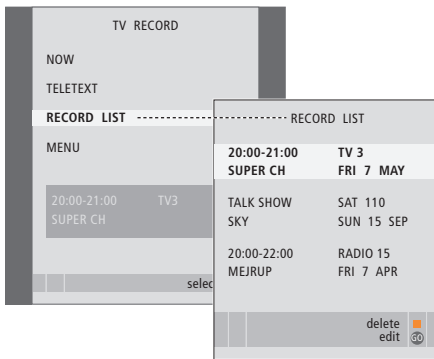 TV RECORD
NOW
TELETEXT
RECORD LIST
MENU
20:00-21:00 TV3
SUPER CH
RECORD LIST
20:00-21:00 TV 3
SUPER CH FRI 7 MAY
TALK SHOW SAT 110
SKY SUN 15 SEP
20:00-22:00 RADIO 15
MEJRUP FRI 7 APR
delete
edit GO